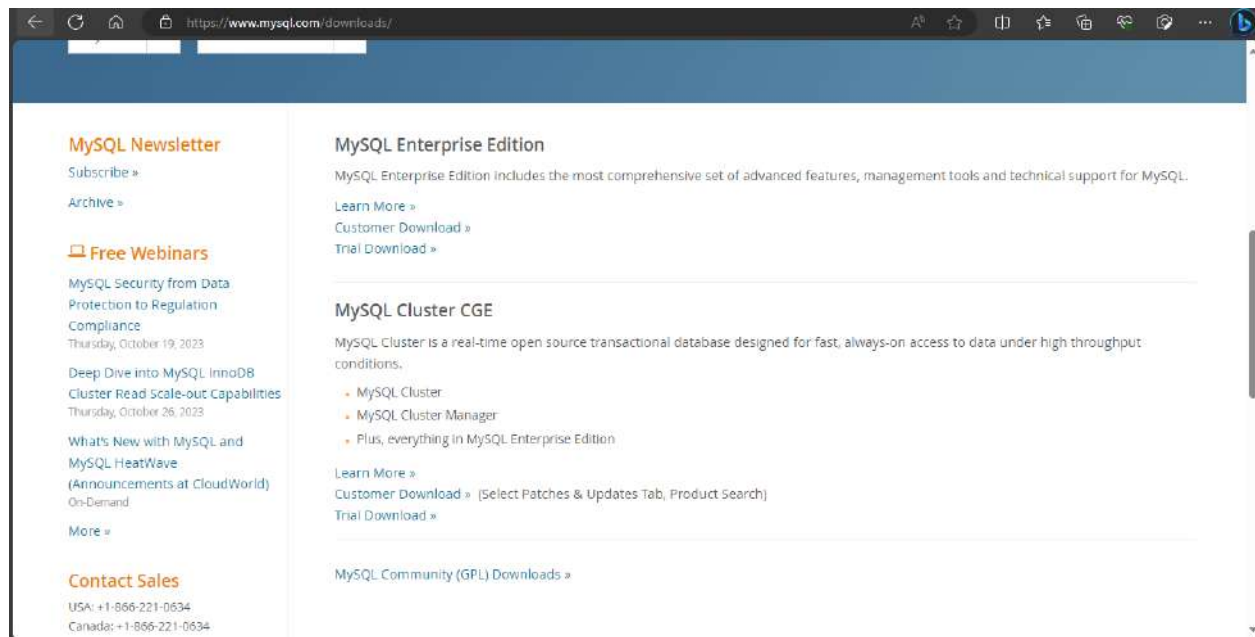 https://www.mysql.com/downloads/
MySQL Newsletter
Subscribe »
Archive »
Free Webinars
MySQL Security from Data
Protection to Regulation
Compliance
Thursday, October 19, 2023
Deep Dive into MySQL InnoDB
Cluster Read Scale-out Capabilities
Thursday, October 26, 2023
What's New with MySQL and
MySQL HeatWave
(Announcements at CloudWorld)
On-Demand
More »
Contact Sales
USA: +1-866-221-0634
Canada: +1-866-221-0634
MySQL Enterprise Edition
MySQL Enterprise Edition includes the most comprehensive set of advanced features, management tools and technical support for MySQL.
Learn More »
Customer Download »
Trial Download »
MySQL Cluster CGE
MySQL Cluster is a real-time open source transactional database designed for fast, always-on access to data under high throughput
conditions.
• MySQL Cluster
• MySQL Cluster Manager
• Plus, everything in MySQL Enterprise Edition
Learn More »
Customer Download » (Select Patches & Updates Tab, Product Search)
Trial Download »
MySQL Community (GPL) Downloads »